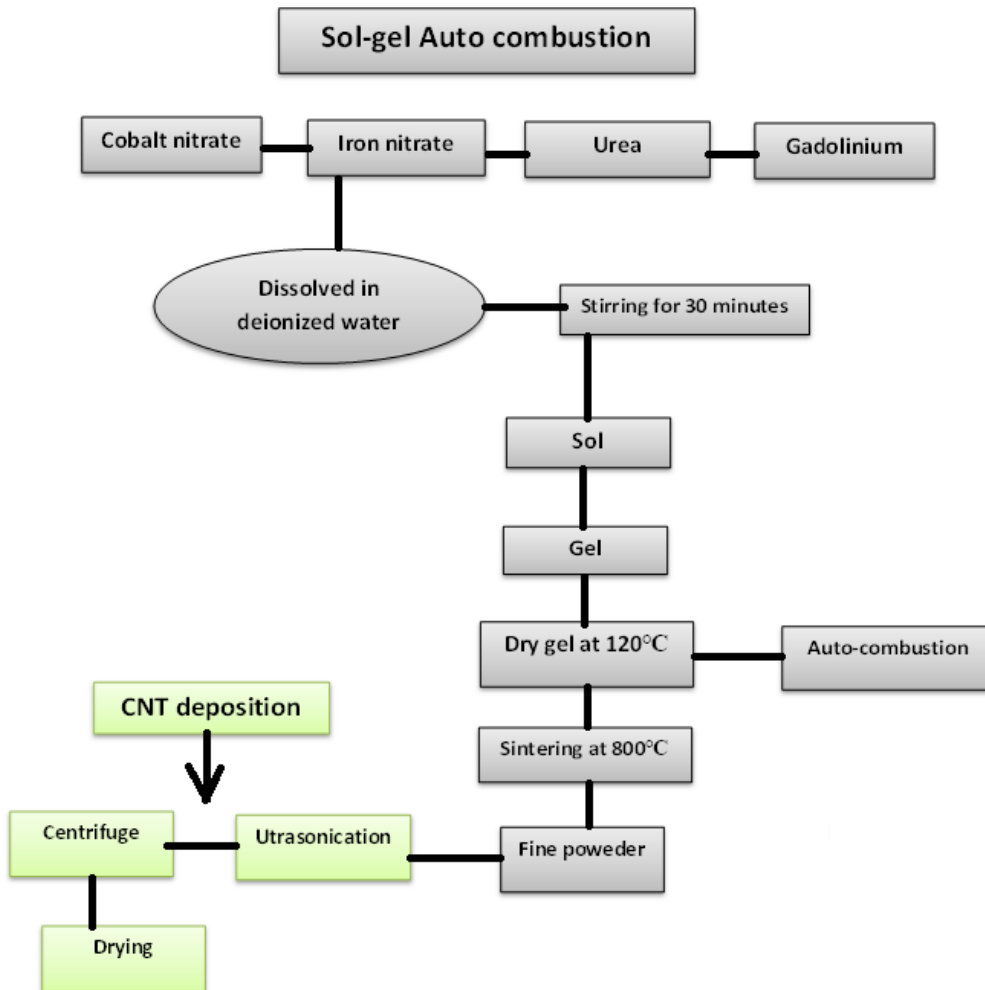 Sol-gel Auto combustion
Cobalt nitrate
Iron nitrate
Urea
Gadolinium
Dissolved in
deionized water
Stirring for 30 minutes
Sol
Gel
Dry gel at 120°C
Auto-combustion
CNT deposition
Sintering at 800°C
Centrifuge
Utrasonication
Fine poweder
Drying